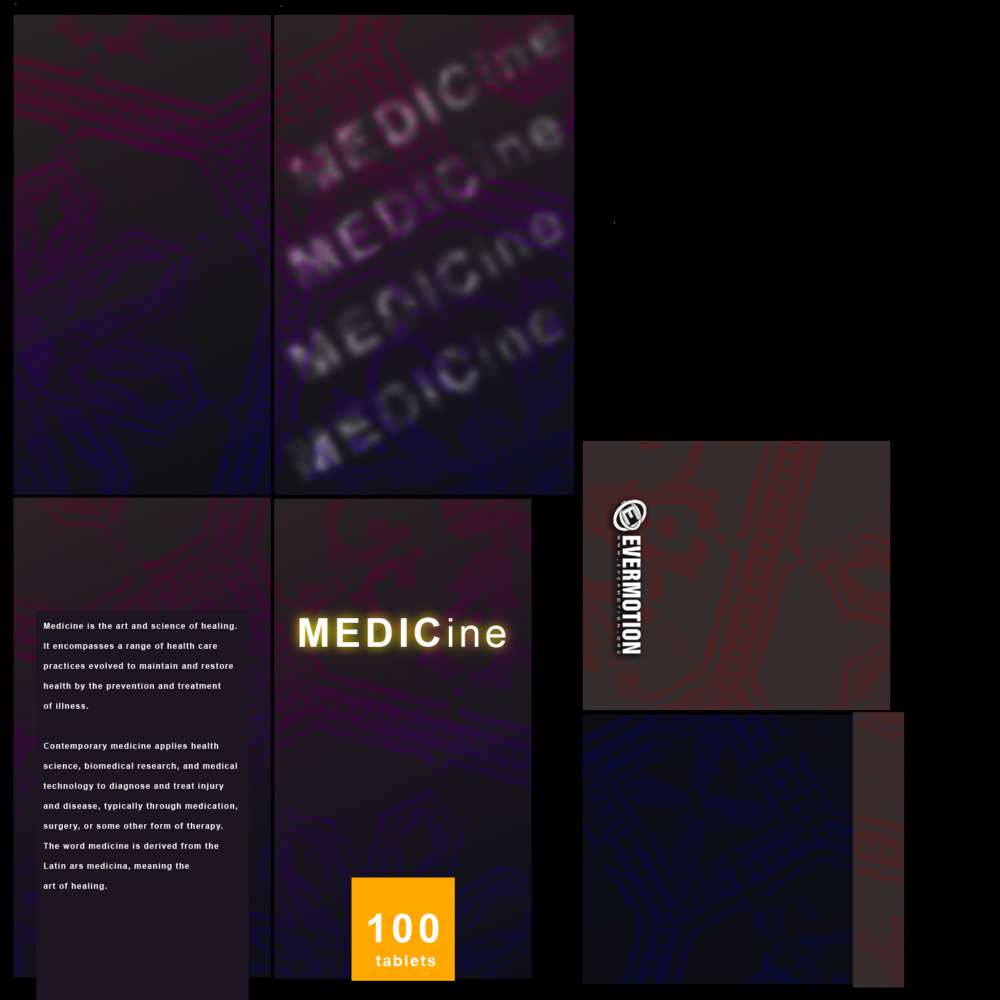 MEDICine
MEDICine
MEDICine
MEDICine
Medicine is the art and science of healing.
It encompasses a range of health care
practices evolved to maintain and restore
health by the prevention and treatment
of illness.
Contemporary medicine applies health
science, biomedical research, and medical
technology to diagnose and treat injury
and disease, typically through medication,
surgery, or some other form of therapy.
The word medicine is derived from the
Latin ars medicina, meaning the
art of healing.
MEDICine
100
tablets
EVERMOTION
WWW.EVERMOTION.ORG